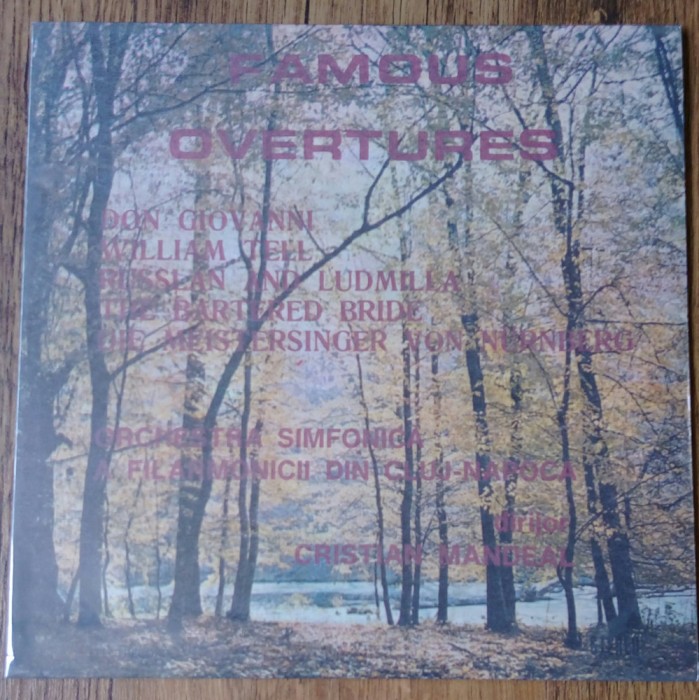 FAMOUS
OVERTURES
DON GIOVANNI
WILLIAM TELL
RUSSLAN AND LUDMILLA
THE BARTERED BRIDE
DIE MEISTERSINGER VON NÜRNBERG
ORCHESTRA SIMFONICĂ
A FILARMONICII DIN CLUJ-NAPOCA
dirijor
CRISTIAN MANDEAL